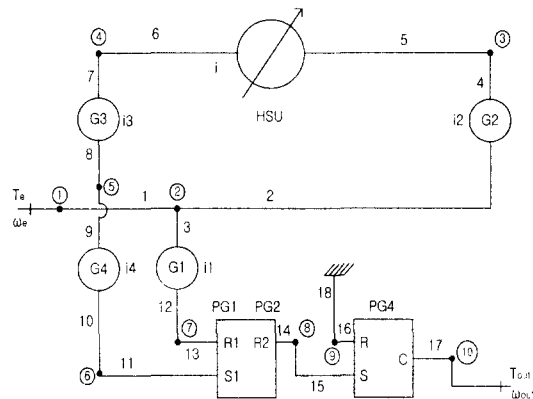 ④ 6 5 ③
i
7 HSU 4
G3 i3 i2 G2
8
Te ① ⑤ 1 ② 2
ωe
9 3
G4 i4 G1 i1
18
10 12 PG1 PG2 PG4
⑦ 14 ⑧ 16 17 ⑩
13 R1 R2 ⑨ R C
11 S1 15 S
⑥
Tout
ωout